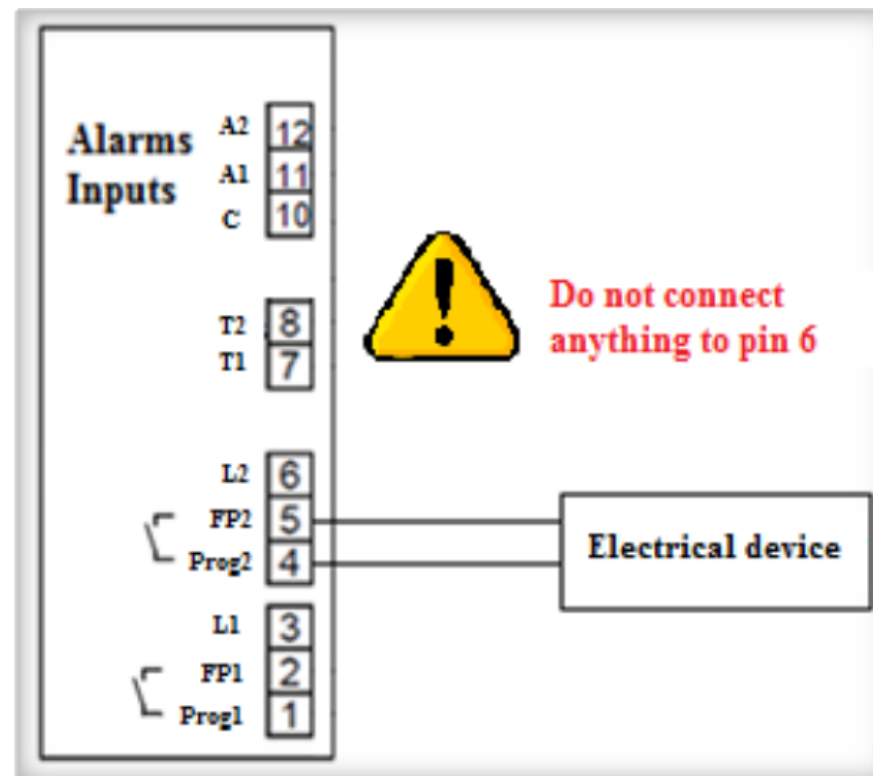 Alarms
Inputs
A2 12
A1 11
C 10
T2 8
T1 7
Do not connect
anything to pin 6
L2 6
FP2 5
Prog2 4
Electrical device
L1 3
FP1 2
Prog1 1